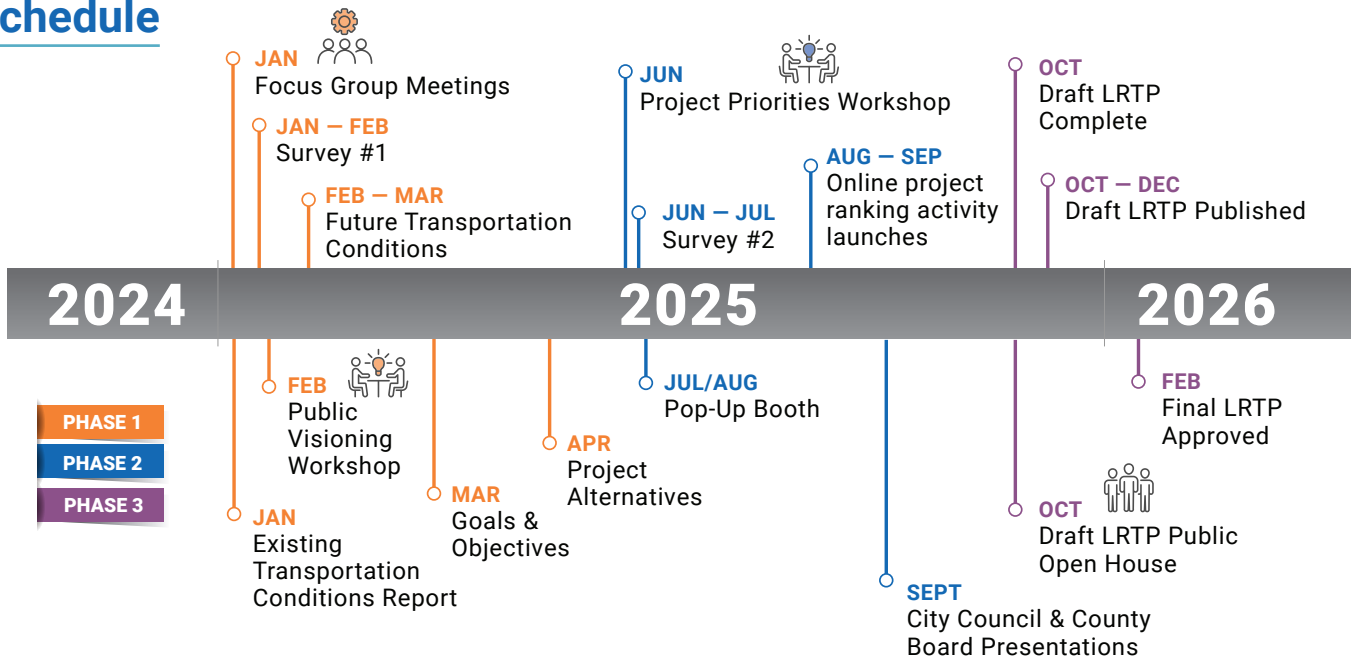 chedule
JAN
Focus Group Meetings
JAN — FEB
Survey #1
FEB — MAR
Future Transportation
Conditions
JUN
Project Priorities Workshop
JUN — JUL
Survey #2
AUG — SEP
Online project
ranking activity
launches
OCT
Draft LRTP
Complete
OCT — DEC
Draft LRTP Published
2024
2025
2026
PHASE 1
PHASE 2
PHASE 3
JAN
Existing
Transportation
Conditions Report
FEB
Public
Visioning
Workshop
MAR
Goals &
Objectives
APR
Project
Alternatives
JUL/AUG
Pop-Up Booth
SEPT
City Council & County
Board Presentations
OCT
Draft LRTP Public
Open House
FEB
Final LRTP
Approved